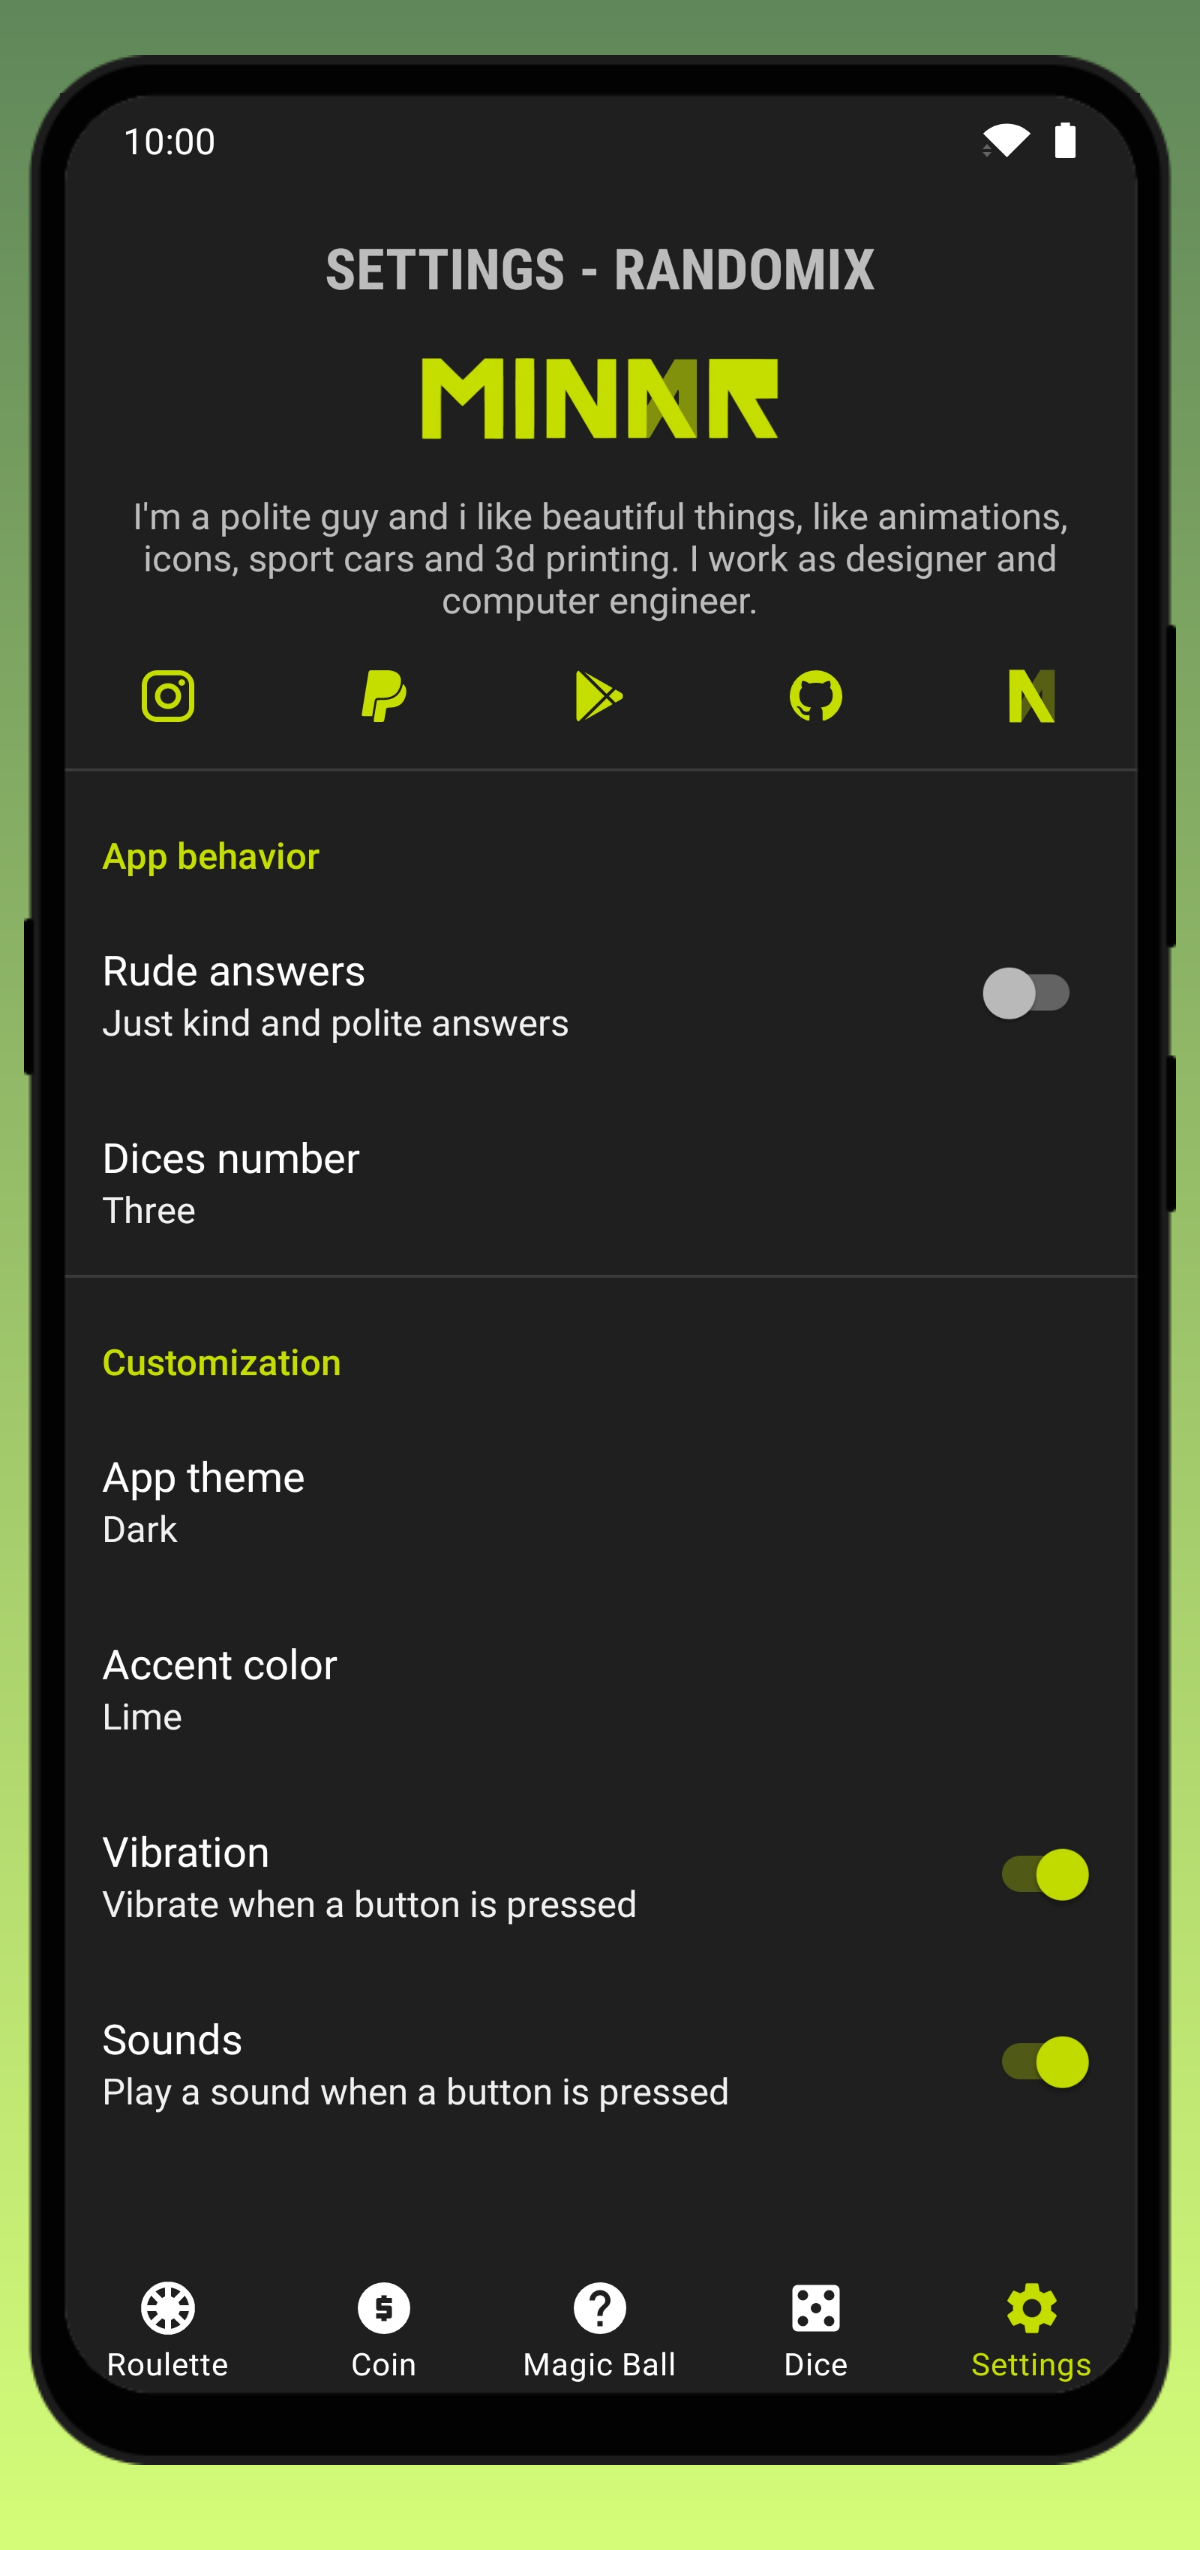 10:00
SETTINGS - RANDOMIX
MINNR
I'm a polite guy and i like beautiful things, like animations,
icons, sport cars and 3d printing. I work as designer and
computer engineer.
App behavior
Rude answers
Just kind and polite answers
Dices number
Three
Customization
App theme
Dark
Accent color
Lime
Vibration
Vibrate when a button is pressed
Sounds
Play a sound when a button is pressed
Roulette
Coin
Magic Ball
Dice
Settings